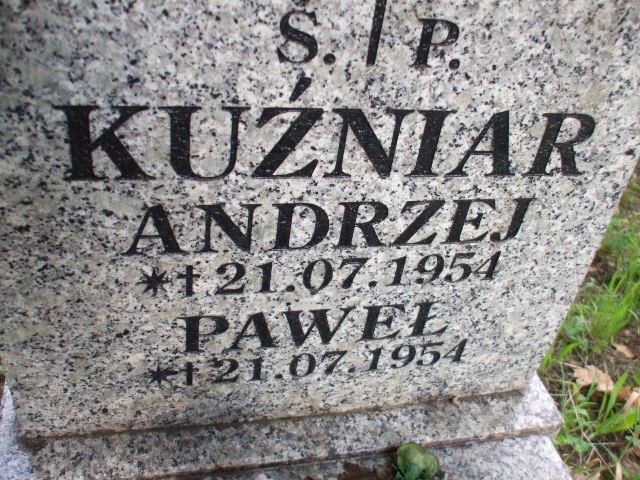 Ś. † P.
KUŹNIAR
ANDRZEJ
*†21.07.1954
PAWEŁ
*†21.07.1954